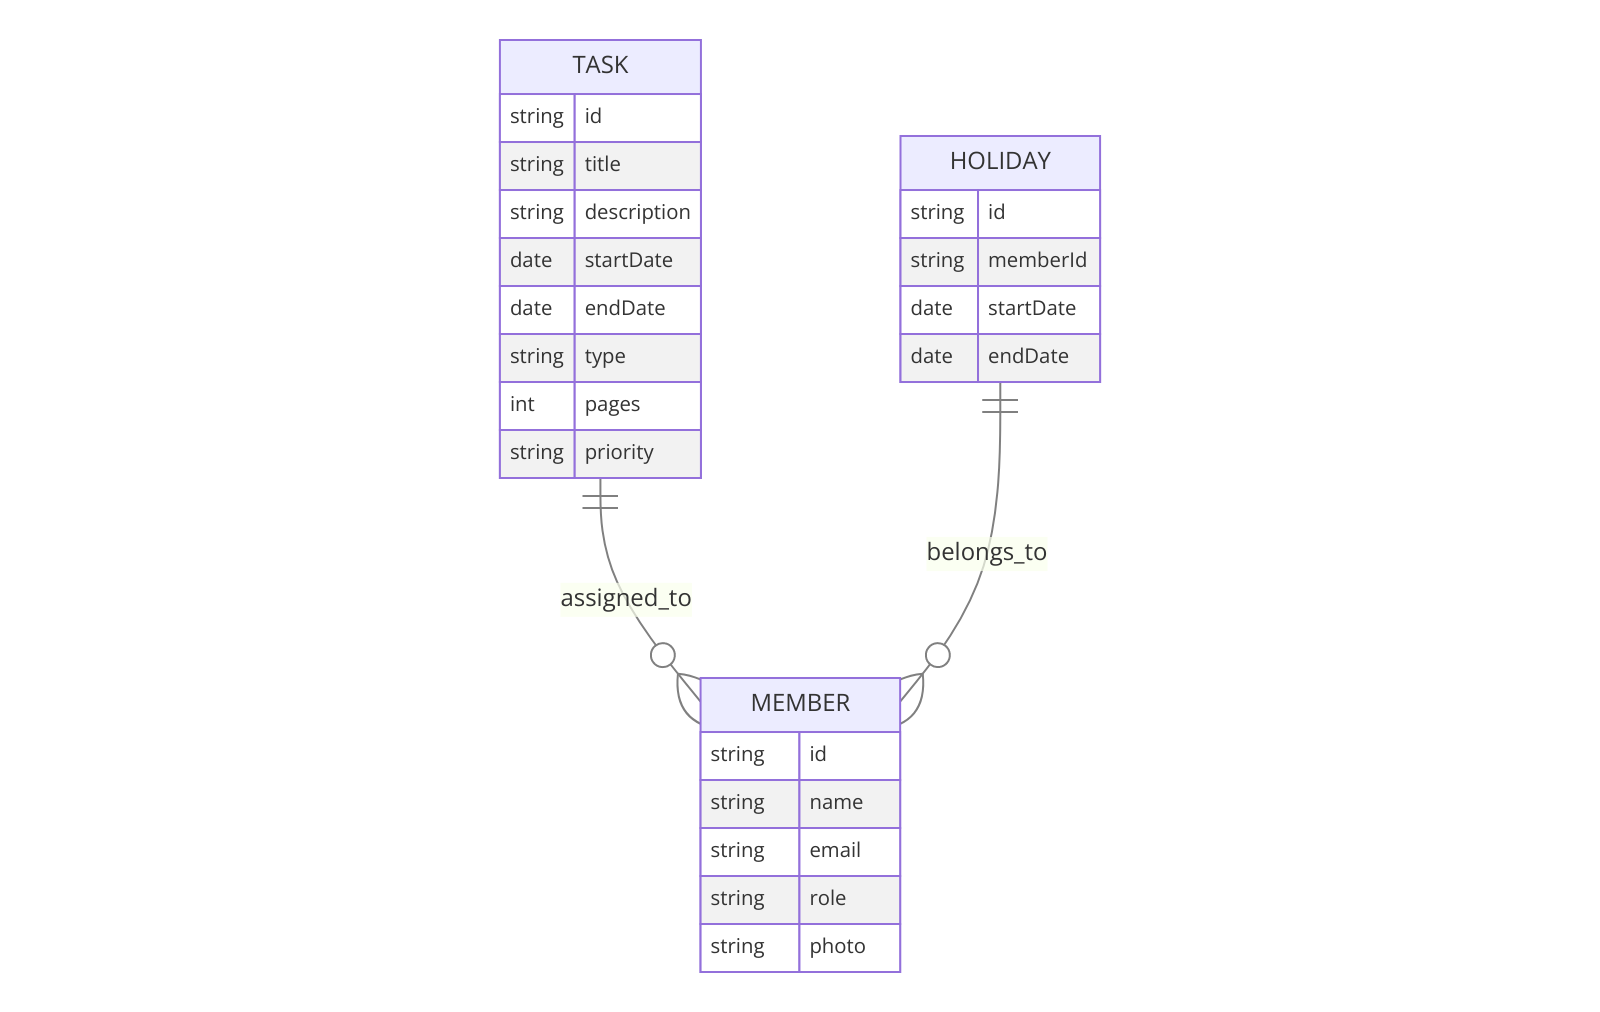 TASK
string id
string title
string description
date startDate
date endDate
string type
int pages
string priority
HOLIDAY
string id
string memberId
date startDate
date endDate
assigned_to
belongs_to
MEMBER
string id
string name
string email
string role
string photo